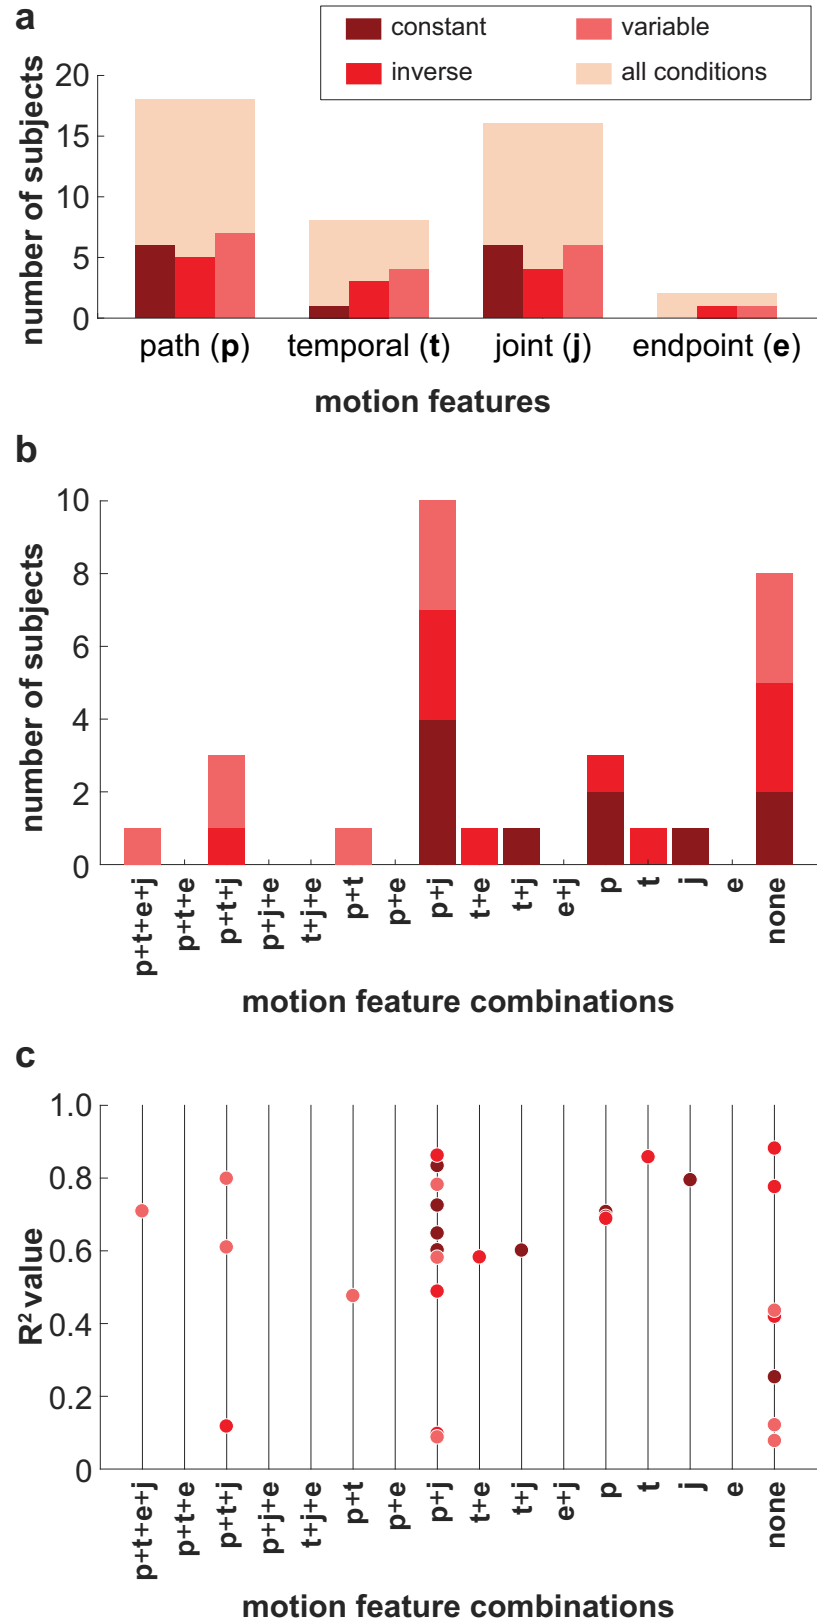 a
constant
variable
inverse
all conditions
20
15
10
5
0
number of subjects
path (p)
temporal (t)
joint (j)
endpoint (e)
motion features
b
10
8
6
4
2
0
number of subjects
p+t+e+j
p+t+e
p+t+j
p+j+e
t+j+e
p+t
p+e
p+j
t+e
t+j
e+j
p
t
j
e
none
motion feature combinations
c
1.0
0.8
0.6
0.4
0.2
0
R² value
p+t+e+j
p+t+e
p+t+j
p+j+e
t+j+e
p+t
p+e
p+j
t+e
t+j
e+j
p
t
j
e
none
motion feature combinations